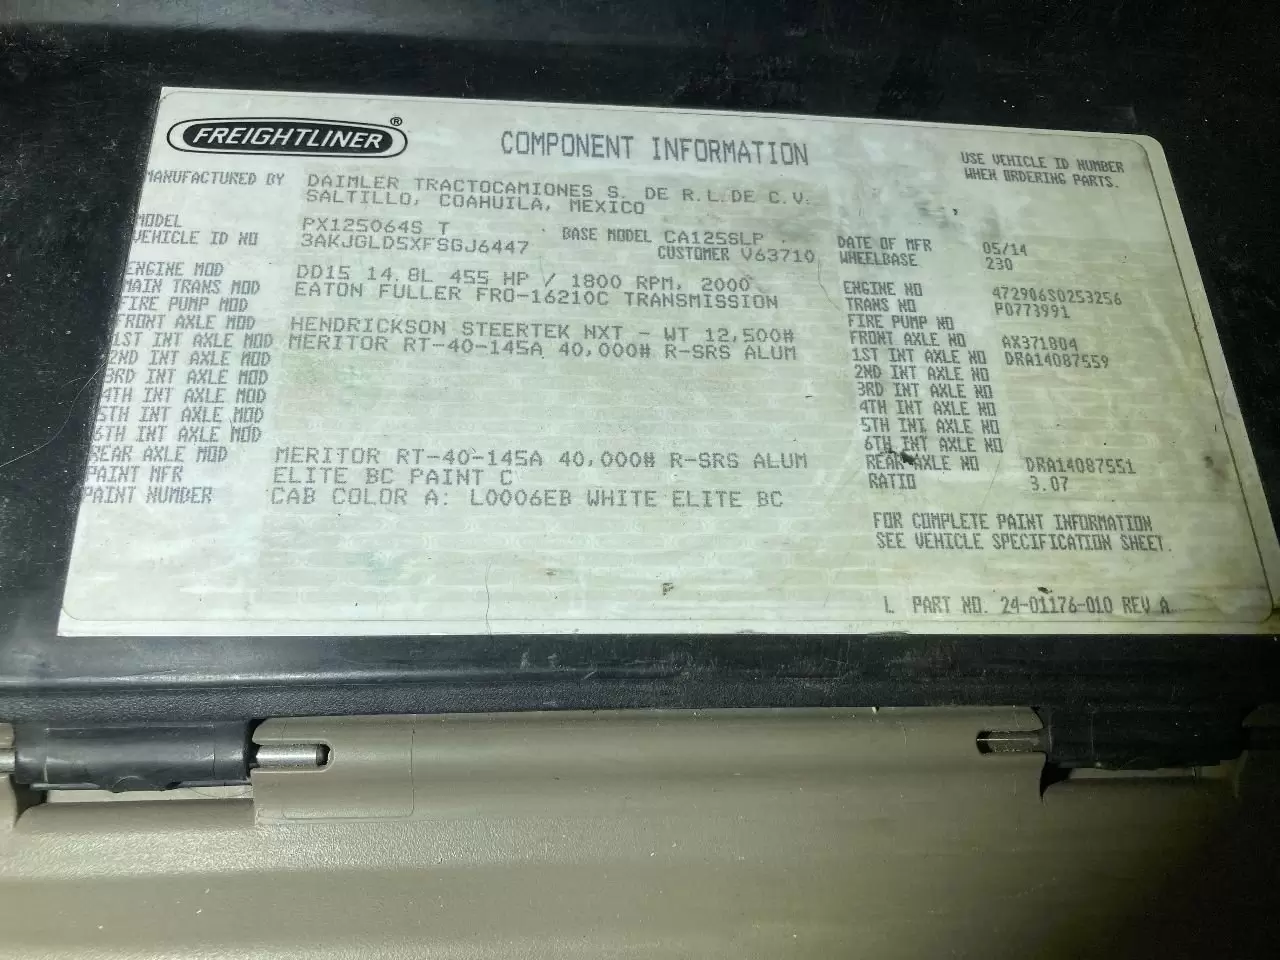 FREIGHTLINER®
COMPONENT INFORMATION
USE VEHICLE ID NUMBER
WHEN ORDERING PARTS.
MANUFACTURED BY DAIMLER TRACTOCAMIONES S. DE R.L.DE C.V.
SALTILLO, COAHUILA, MEXICO
MODEL PX125064S T BASE MODEL CA125SLP DATE OF MFR 05/14
VEHICLE ID NO 3AKJGLD5XFSGJ6447 CUSTOMER V63710 WHEELBASE 230
ENGINE MOD DD15 14.8L 455 HP / 1800 RPM, 2000 ENGINE NO 472906S0253256
MAIN TRANS MOD EATON FULLER FRO-16210C TRANSMISSION TRANS NO P0773991
FIRE PUMP MOD FIRE PUMP NO
FRONT AXLE MOD HENDRICKSON STEERTEK NXT - WT 12,500# FRONT AXLE NO AX371804
1ST INT AXLE MOD MERITOR RT-40-145A 40,000# R-SRS ALUM 1ST INT AXLE NO DRA14087559
2ND INT AXLE MOD 2ND INT AXLE NO
3RD INT AXLE MOD 3RD INT AXLE NO
4TH INT AXLE MOD 4TH INT AXLE NO
5TH INT AXLE MOD 5TH INT AXLE NO
6TH INT AXLE MOD 6TH INT AXLE NO
REAR AXLE MOD MERITOR RT-40-145A 40,000# R-SRS ALUM REAR AXLE NO DRA14087551
PAINT MFR ELITE BC PAINT C RATIO 3.07
PAINT NUMBER CAB COLOR A: L0006EB WHITE ELITE BC
FOR COMPLETE PAINT INFORMATION
SEE VEHICLE SPECIFICATION SHEET.
L PART NO. 24-01176-010 REV A